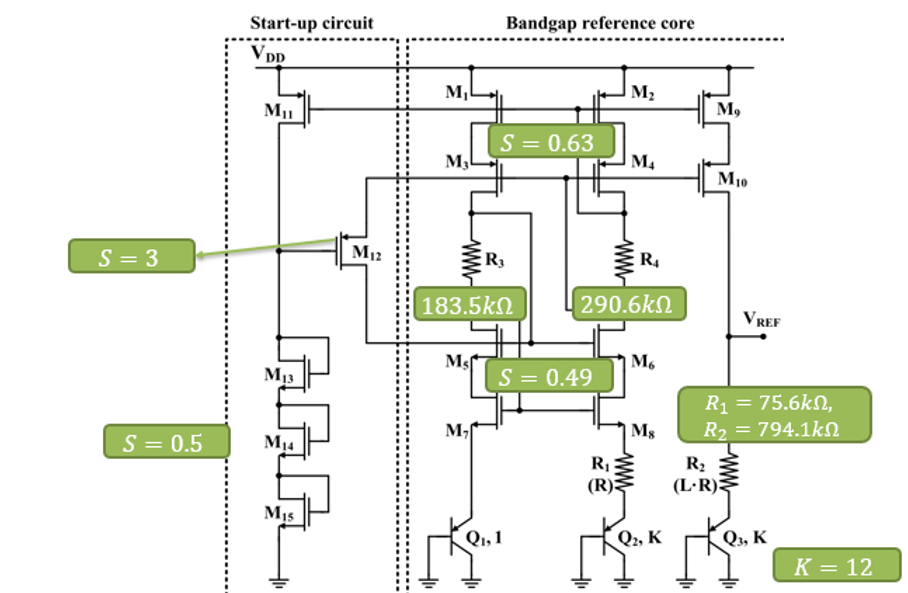 Start-up circuit
Bandgap reference core
V_DD
M₁₁
M₁
M₂
M₉
S = 0.63
M₃
M₄
M₁₀
S = 3
M₁₂
R₃
R₄
183.5kΩ
290.6kΩ
V_REF
M₅
M₆
S = 0.49
M₁₃
R₁ = 75.6kΩ,
R₂ = 794.1kΩ
S = 0.5
M₁₄
M₇
M₈
R₁
(R)
R₂
(L·R)
M₁₅
Q₁, 1
Q₂, K
Q₃, K
K = 12